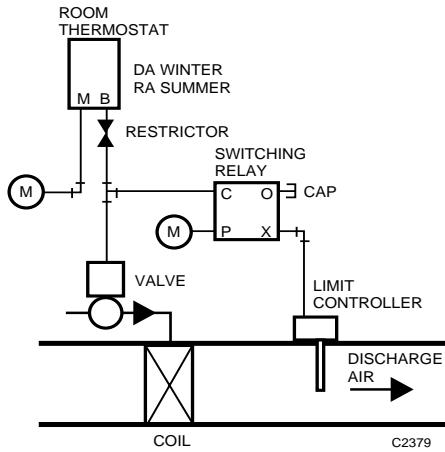 ROOM
THERMOSTAT
DA WINTER
RA SUMMER
M B
RESTRICTOR
SWITCHING
RELAY
M
C O
CAP
M
P X
VALVE
LIMIT
CONTROLLER
DISCHARGE
AIR
COIL
C2379